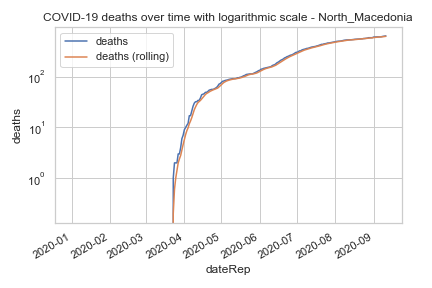 COVID-19 deaths over time with logarithmic scale - North_Macedonia
deaths
deaths (rolling)
10²
10¹
10⁰
deaths
2020-01
2020-02
2020-03
2020-04
2020-05
2020-06
2020-07
2020-08
2020-09
dateRep